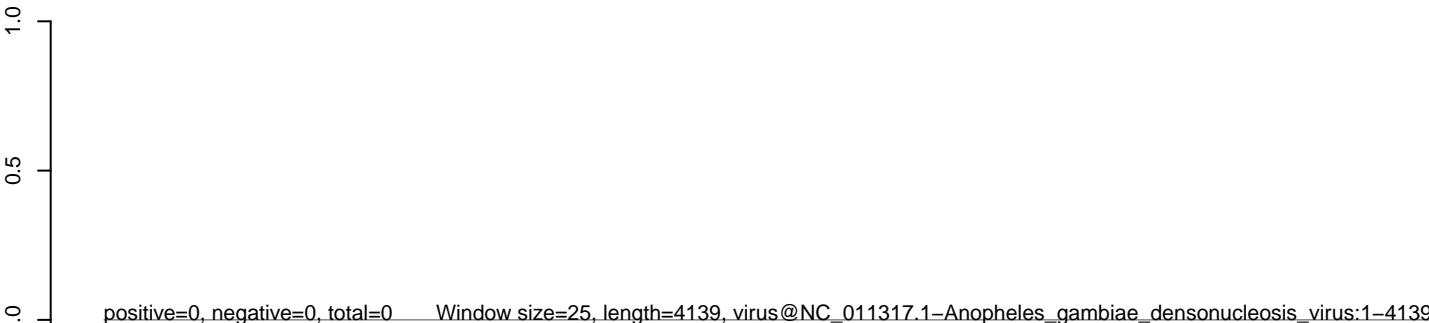 1.0
0.5
.0
positive=0, negative=0, total=0 Window size=25, length=4139, virus@NC_011317.1−Anopheles_gambiae_densonucleosis_virus:1−4139